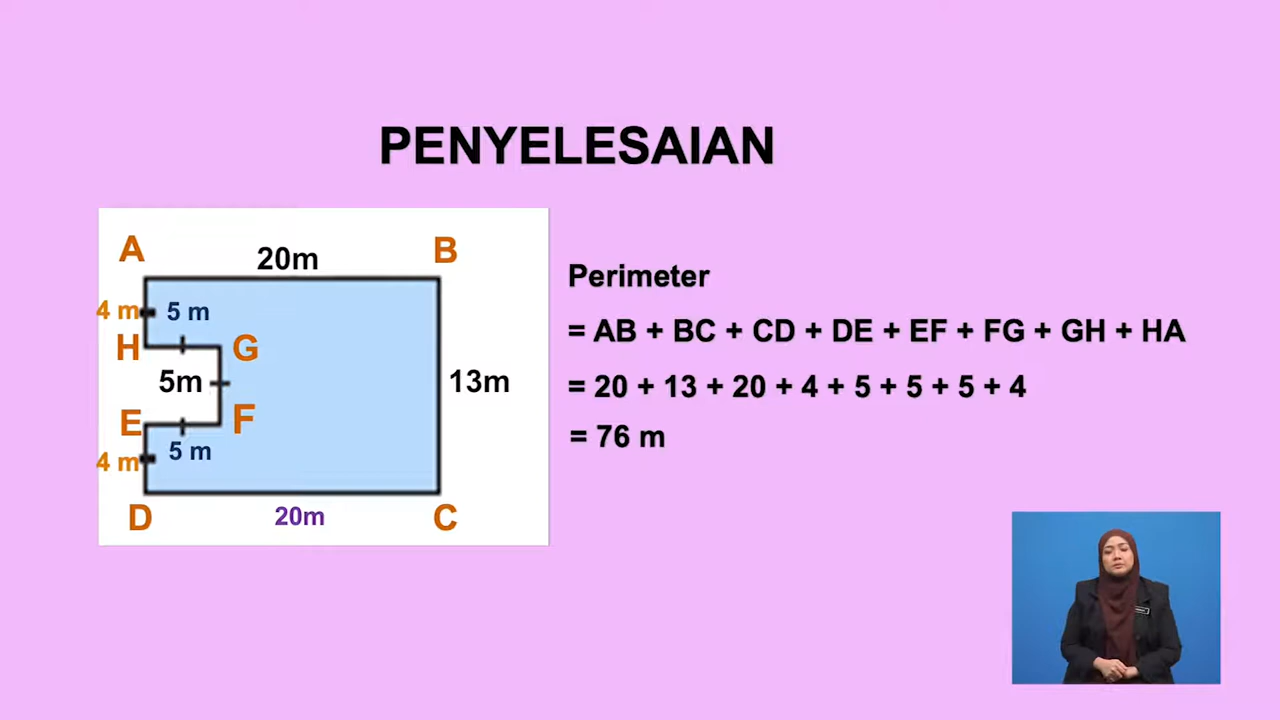 PENYELESAIAN
A
B
20m
4 m
5 m
H
G
5m
13m
E
F
4 m
5 m
D
20m
C
Perimeter
= AB + BC + CD + DE + EF + FG + GH + HA
= 20 + 13 + 20 + 4 + 5 + 5 + 5 + 4
= 76 m